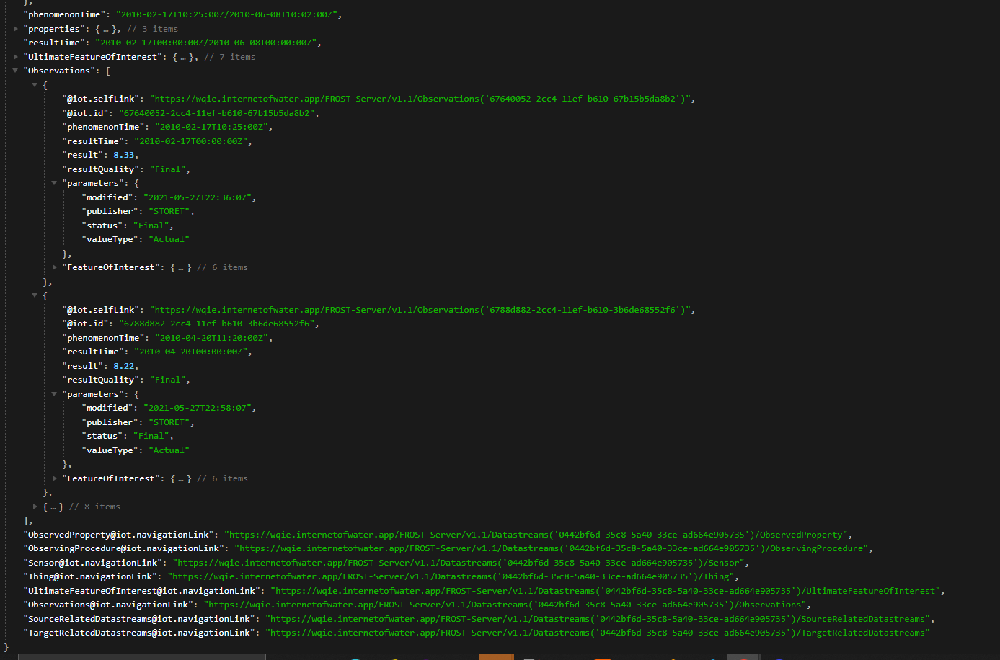 },
"phenomenonTime": "2010-02-17T10:25:00Z/2010-06-08T10:02:00Z",
"properties": { … }, // 3 items
"resultTime": "2010-02-17T00:00:00Z/2010-06-08T00:00:00Z",
"UltimateFeatureOfInterest": { … }, // 7 items
"Observations": [
{
"@iot.selfLink": "https://wqie.internetofwater.app/FROST-Server/v1.1/Observations('67640052-2cc4-11ef-b610-67b15b5da8b2')",
"@iot.id": "67640052-2cc4-11ef-b610-67b15b5da8b2",
"phenomenonTime": "2010-02-17T10:25:00Z",
"resultTime": "2010-02-17T00:00:00Z",
"result": 8.33,
"resultQuality": "Final",
"parameters": {
"modified": "2021-05-27T22:36:07",
"publisher": "STORET",
"status": "Final",
"valueType": "Actual"
},
"FeatureOfInterest": { … } // 6 items
},
{
"@iot.selfLink": "https://wqie.internetofwater.app/FROST-Server/v1.1/Observations('6788d882-2cc4-11ef-b610-3b6de68552f6')",
"@iot.id": "6788d882-2cc4-11ef-b610-3b6de68552f6",
"phenomenonTime": "2010-04-20T11:20:00Z",
"resultTime": "2010-04-20T00:00:00Z",
"result": 8.22,
"resultQuality": "Final",
"parameters": {
"modified": "2021-05-27T22:58:07",
"publisher": "STORET",
"status": "Final",
"valueType": "Actual"
},
"FeatureOfInterest": { … } // 6 items
},
{ … } // 8 items
],
"ObservedProperty@iot.navigationLink": "https://wqie.internetofwater.app/FROST-Server/v1.1/Datastreams('0442bf6d-35c8-5a40-33ce-ad664e905735')/ObservedProperty",
"ObservingProcedure@iot.navigationLink": "https://wqie.internetofwater.app/FROST-Server/v1.1/Datastreams('0442bf6d-35c8-5a40-33ce-ad664e905735')/ObservingProcedure",
"Sensor@iot.navigationLink": "https://wqie.internetofwater.app/FROST-Server/v1.1/Datastreams('0442bf6d-35c8-5a40-33ce-ad664e905735')/Sensor",
"Thing@iot.navigationLink": "https://wqie.internetofwater.app/FROST-Server/v1.1/Datastreams('0442bf6d-35c8-5a40-33ce-ad664e905735')/Thing",
"UltimateFeatureOfInterest@iot.navigationLink": "https://wqie.internetofwater.app/FROST-Server/v1.1/Datastreams('0442bf6d-35c8-5a40-33ce-ad664e905735')/UltimateFeatureOfInterest",
"Observations@iot.navigationLink": "https://wqie.internetofwater.app/FROST-Server/v1.1/Datastreams('0442bf6d-35c8-5a40-33ce-ad664e905735')/Observations",
"SourceRelatedDatastreams@iot.navigationLink": "https://wqie.internetofwater.app/FROST-Server/v1.1/Datastreams('0442bf6d-35c8-5a40-33ce-ad664e905735')/SourceRelatedDatastreams",
"TargetRelatedDatastreams@iot.navigationLink": "https://wqie.internetofwater.app/FROST-Server/v1.1/Datastreams('0442bf6d-35c8-5a40-33ce-ad664e905735')/TargetRelatedDatastreams"
}